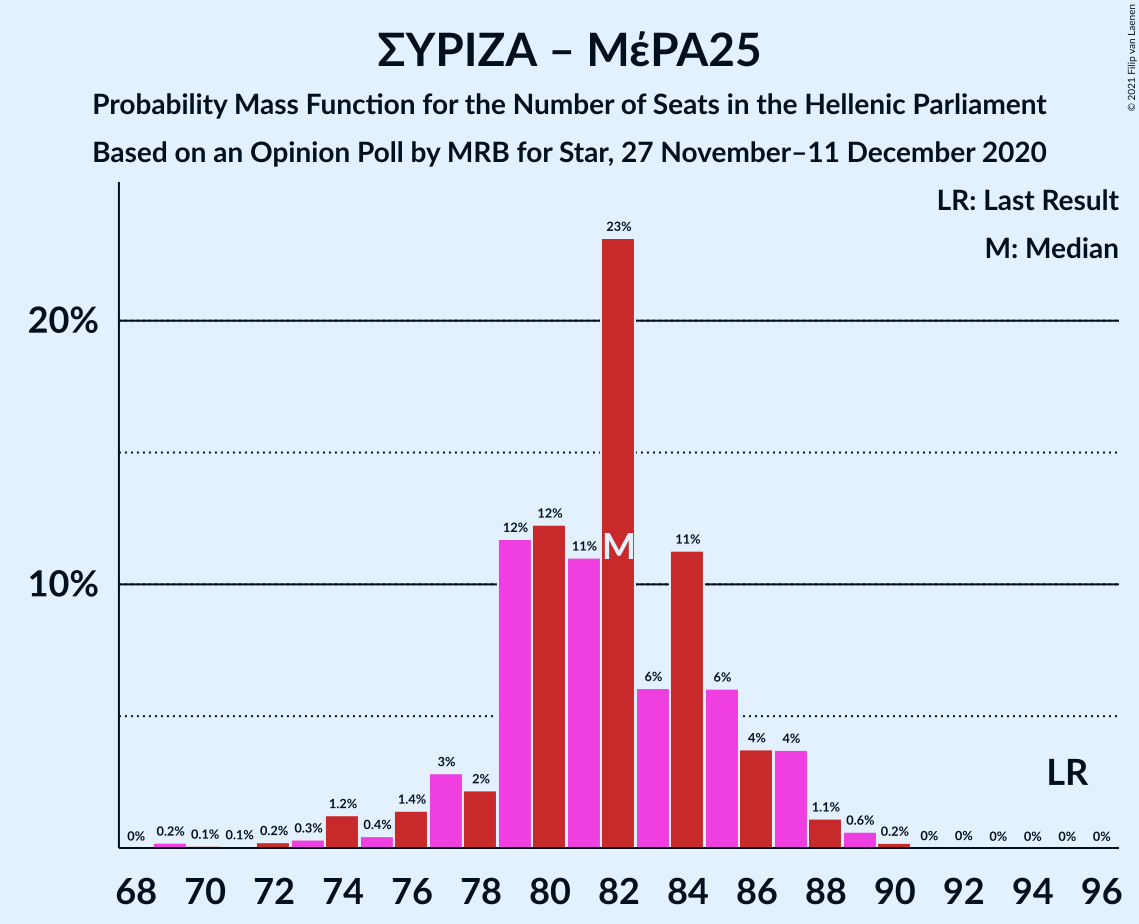 ΣΥΡΙΖΑ – ΜέΡΑ25
Probability Mass Function for the Number of Seats in the Hellenic Parliament
Based on an Opinion Poll by MRB for Star, 27 November–11 December 2020
© 2021 Filip van Laenen
LR: Last Result
M: Median
20%
10%
0% 0.2% 0.1% 0.1% 0.2% 0.3% 1.2% 0.4% 1.4% 3% 2% 12% 12% 11% 23% 6% 11% 6% 4% 4% 1.1% 0.6% 0.2% 0% 0% 0% 0% 0% 0%
M
LR
68 70 72 74 76 78 80 82 84 86 88 90 92 94 96